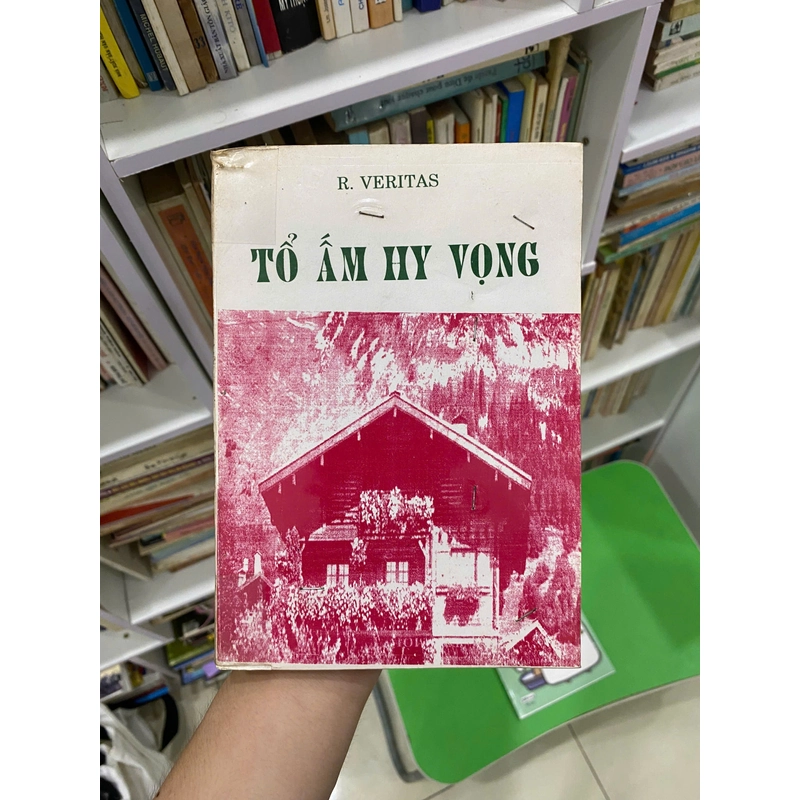 R. VERITAS
TỔ ẤM HY VỌNG